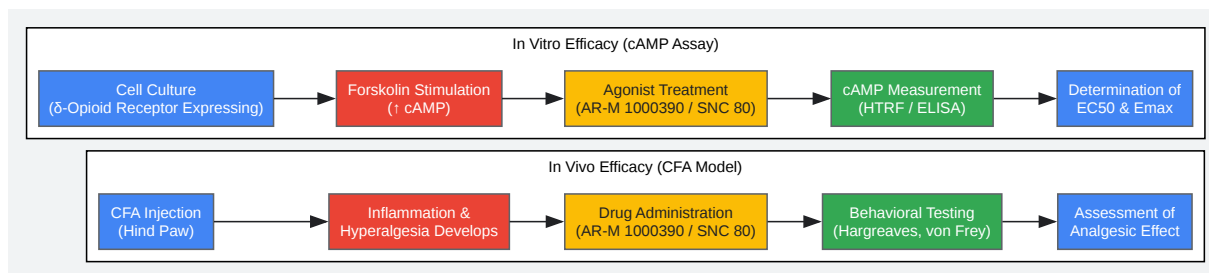 In Vitro Efficacy (cAMP Assay)
Cell Culture
(δ-Opioid Receptor Expressing)
Forskolin Stimulation
(↑ cAMP)
Agonist Treatment
(AR-M 1000390 / SNC 80)
cAMP Measurement
(HTRF / ELISA)
Determination of
EC50 & Emax
In Vivo Efficacy (CFA Model)
CFA Injection
(Hind Paw)
Inflammation &
Hyperalgesia Develops
Drug Administration
(AR-M 1000390 / SNC 80)
Behavioral Testing
(Hargreaves, von Frey)
Assessment of
Analgesic Effect